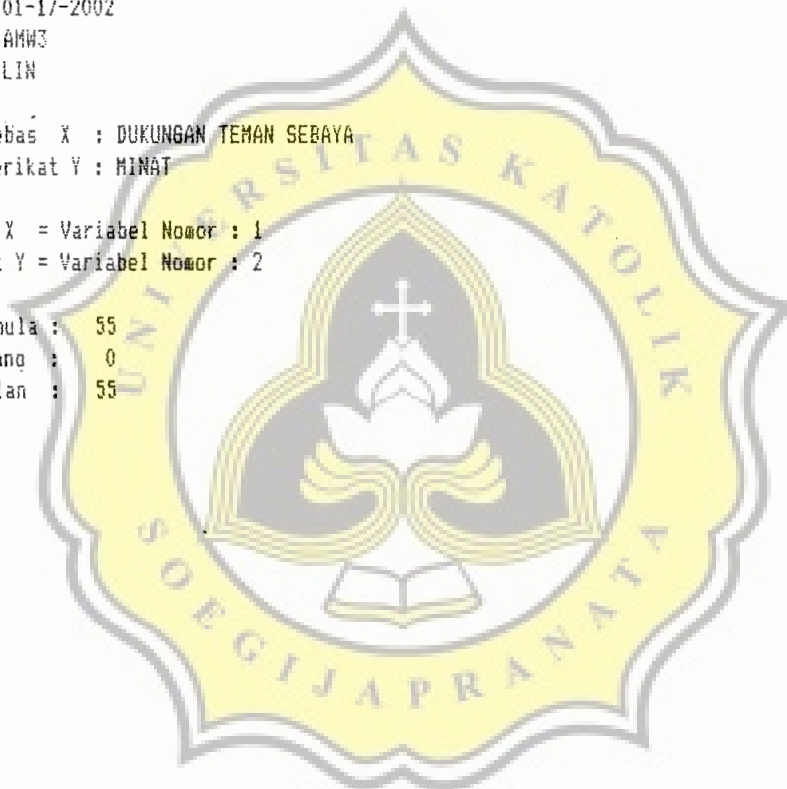 01-17-2002
AMW3
LIN
ebas X : DUKUNGAN TEMAN SEBAYA
erikat Y : MINAT
X = Variabel Nomor : 1
t Y = Variabel Nomor : 2
mula : 55
ang : 0
lan : 55
UNIVERSITAS KATOLIK
SOEGIJAPRANATA